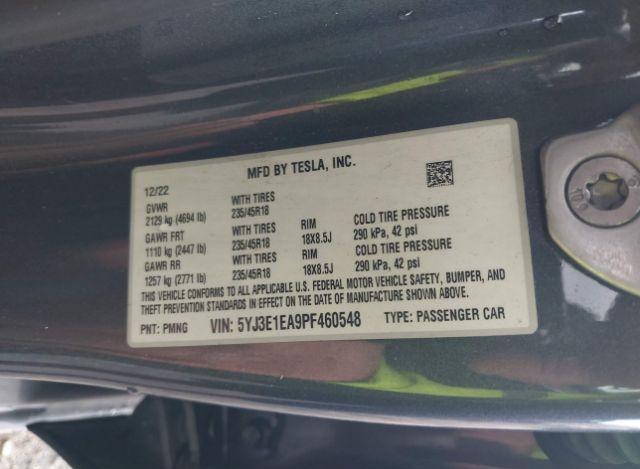 MFD BY TESLA, INC.
12/22
GVWR WITH TIRES
2129 kg (4694 lb) 235/45R18
GAWR FRT WITH TIRES RIM COLD TIRE PRESSURE
1110 kg (2447 lb) 235/45R18 18X8.5J 290 kPa, 42 psi
GAWR RR WITH TIRES RIM COLD TIRE PRESSURE
1257 kg (2771 lb) 235/45R18 18X8.5J 290 kPa, 42 psi
THIS VEHICLE CONFORMS TO ALL APPLICABLE U.S. FEDERAL MOTOR VEHICLE SAFETY, BUMPER, AND
THEFT PREVENTION STANDARDS IN EFFECT ON THE DATE OF MANUFACTURE SHOWN ABOVE.
PNT: PMNG VIN: 5YJ3E1EA9PF460548 TYPE: PASSENGER CAR